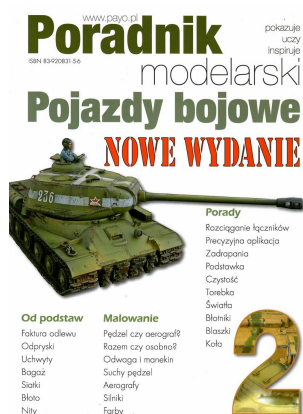 www.payo.pl
Poradnik
ISBN 83-920831-5-6
pokazuje
uczy
inspiruje
modelarski
Pojazdy bojowe
NOWE WYDANIE
236
Porady
Rozciąganie łączników
Precyzyjna aplikacja
Zadrapania
Podstawka
Czystość
Torebka
Światła
Błotniki
Blaszki
Koła
Od podstaw
Faktura odlewu
Odpryski
Uchwyty
Bagaż
Siatki
Błoto
Nity
Malowanie
Pędzel czy aerograf?
Razem czy osobno?
Odwaga i manekin
Suchy pędzel
Aerografy
Silniki
Farby
2